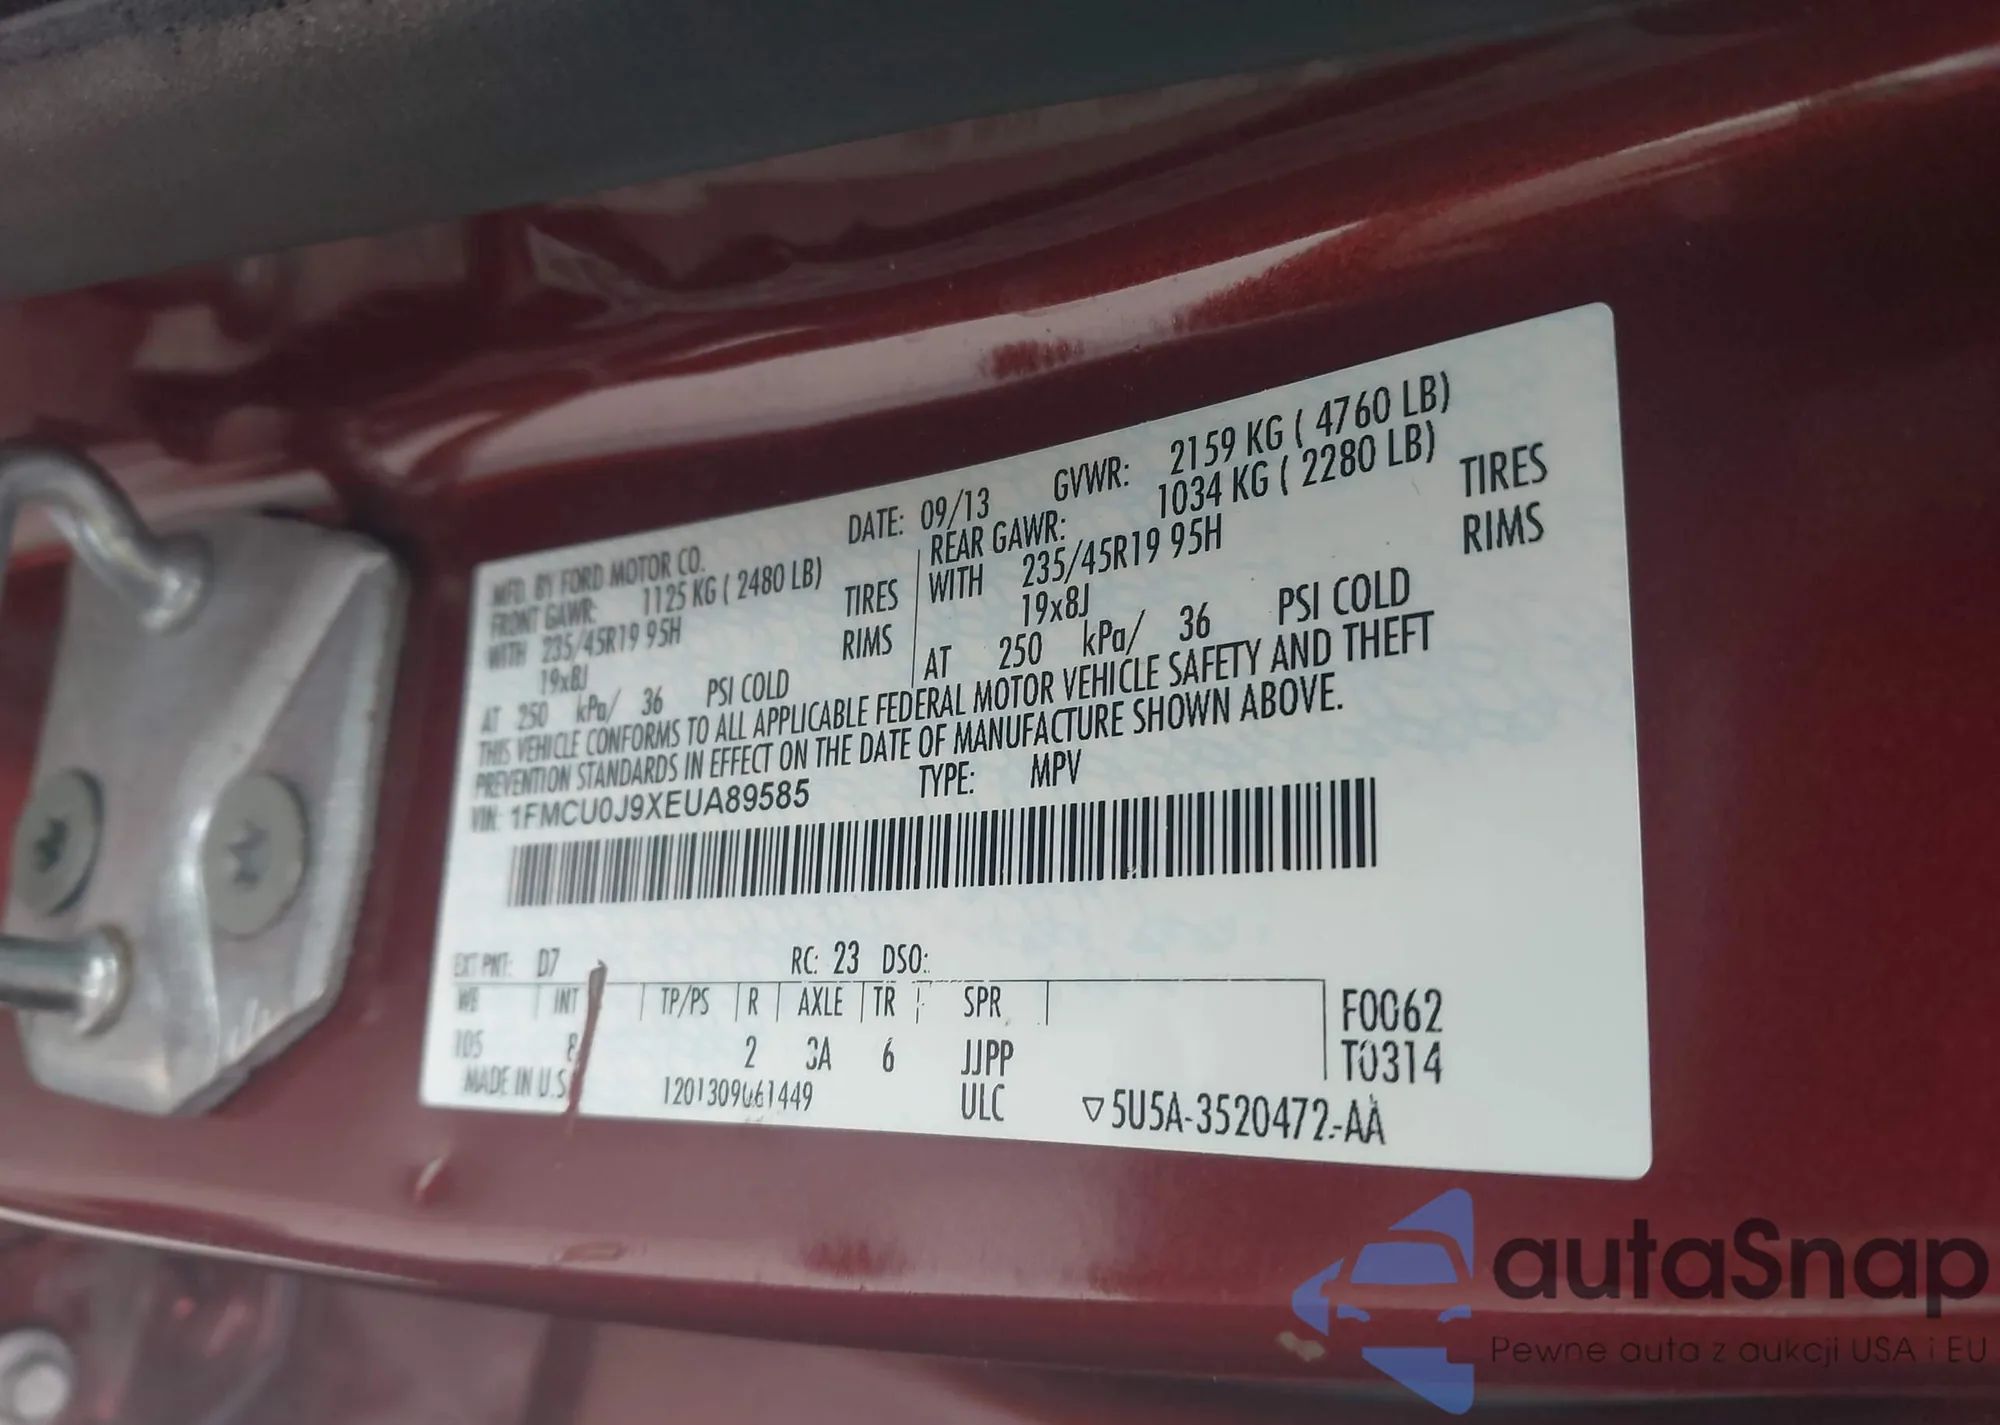 MFD. BY FORD MOTOR CO. DATE: 09/13 GVWR: 2159 KG ( 4760 LB)
FRONT GAWR: 1125 KG ( 2480 LB) REAR GAWR: 1034 KG ( 2280 LB)
WITH 235/45R19 95H TIRES WITH 235/45R19 95H TIRES
19x8J RIMS 19x8J RIMS
AT 250 kPa/ 36 PSI COLD AT 250 kPa/ 36 PSI COLD
THIS VEHICLE CONFORMS TO ALL APPLICABLE FEDERAL MOTOR VEHICLE SAFETY AND THEFT
PREVENTION STANDARDS IN EFFECT ON THE DATE OF MANUFACTURE SHOWN ABOVE.
VIN: 1FMCU0J9XEUA89585 TYPE: MPV
EXT PNT: D7 RC: 23 DSO:
WB INT TP/PS R AXLE TR SPR F0062
105 2 3A 6 JJPP T0314
MADE IN U.S 1201309061449 ULC ▽5U5A-3520472-AA
autaSnap
Pewne auta z aukcji USA i EU